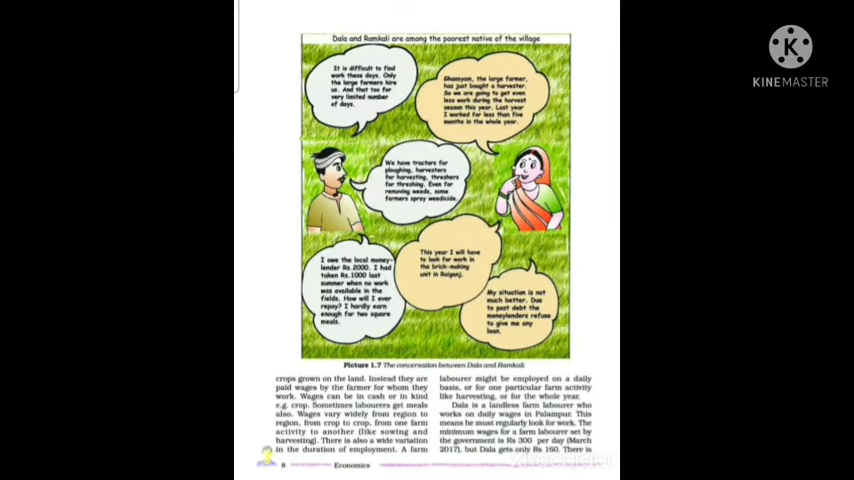 Dala and Ramkali are among the poorest native of the village
It is difficult to find
work these days. Only
the large farmers hire
us. And that too for
very limited number
of days.
Ghansyam, the large farmer,
has just bought a harvester.
So we are going to get even
less work during the harvest
season this year. Last year
I worked for less than five
months in the whole year.
We have tractors for
ploughing, harvesters
for harvesting, threshers
for threshing. Even for
removing weeds, some
farmers spray weedicide.
I owe the local money-
lender Rs.2000. I had
taken Rs.1000 last
summer when no work
was available in the
fields. How will I ever
repay? I hardly earn
enough for two square
meals.
This year I will have
to look for work in
the brick-making
unit in Raiganj.
My situation is not
much better. Due
to past debt the
moneylenders refuse
to give me any
loan.
Picture 1.7 The conversation between Dala and Ramkali
crops grown on the land. Instead they are
paid wages by the farmer for whom they
work. Wages can be in cash or in kind
e.g. crop. Sometimes labourers get meals
also. Wages vary widely from region to
region, from crop to crop, from one farm
activity to another (like sowing and
harvesting). There is also a wide variation
in the duration of employment. A farm
labourer might be employed on a daily
basis, or for one particular farm activity
like harvesting, or for the whole year.
Dala is a landless farm labourer who
works on daily wages in Palampur. This
means he must regularly look for work. The
minimum wages for a farm labourer set by
the government is Rs 300 per day (March
2017), but Dala gets only Rs 160. There is
8 Economics
K
KINEMASTER